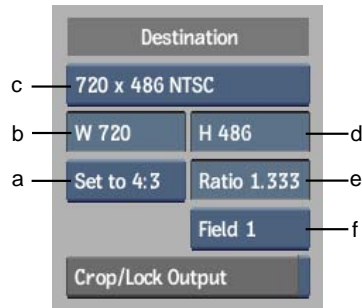 Destination
c 720 x 486 NTSC
b W 720 H 486 d
a Set to 4:3 Ratio 1.333 e
Field 1 f
Crop/Lock Output